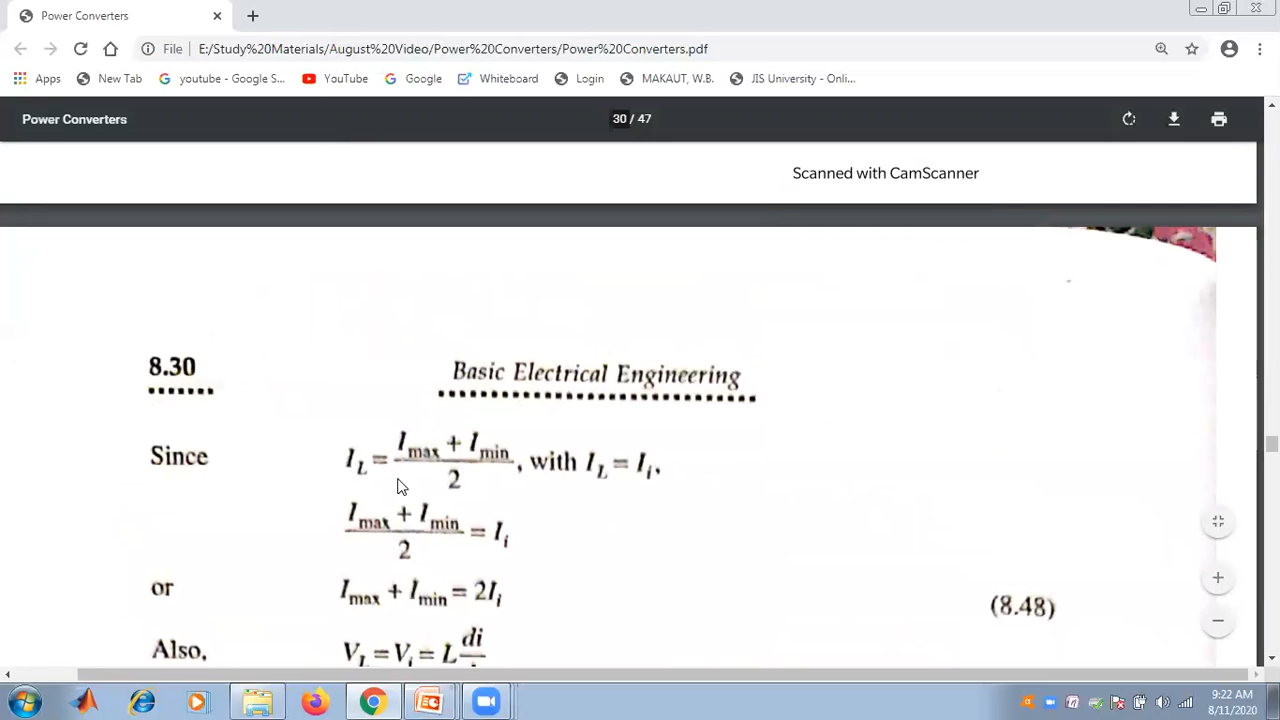 Power Converters
File | E:/Study%20Materials/August%20Video/Power%20Converters/Power%20Converters.pdf
Apps New Tab youtube - Google S... YouTube Google Whiteboard Login MAKAUT, W.B. JIS University - Onli...
Power Converters 30 / 47
Scanned with CamScanner
8.30 Basic Electrical Engineering
Since I_L = (I_max + I_min)/2, with I_L = I_i,
(I_max + I_min)/2 = I_i
or I_max + I_min = 2I_i (8.48)
Also, V_L = V_i = L di
9:22 AM
8/11/2020